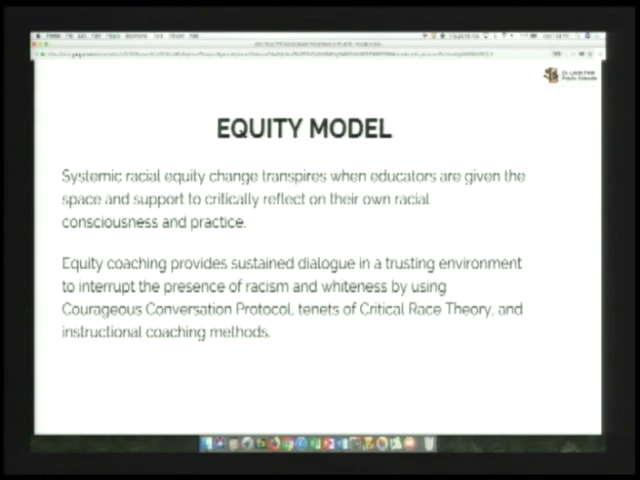 EQUITY MODEL
Systemic racial equity change transpires when educators are given the
space and support to critically reflect on their own racial
consciousness and practice.
Equity coaching provides sustained dialogue in a trusting environment
to interrupt the presence of racism and whiteness by using
Courageous Conversation Protocol, tenets of Critical Race Theory, and
instructional coaching methods.